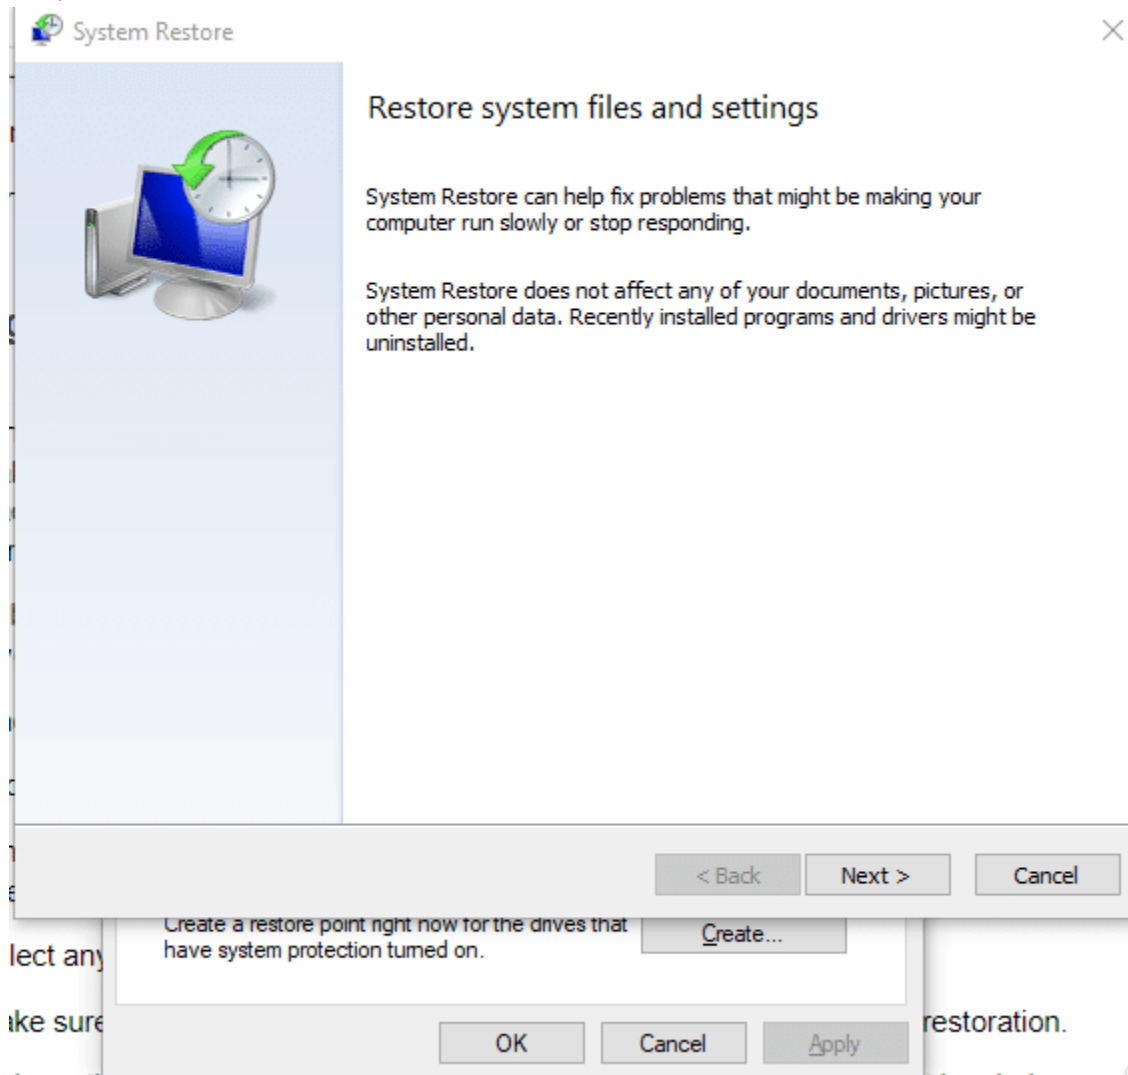 System Restore
Restore system files and settings
System Restore can help fix problems that might be making your
computer run slowly or stop responding.
System Restore does not affect any of your documents, pictures, or
other personal data. Recently installed programs and drivers might be
uninstalled.
< Back Next > Cancel
Create a restore point right now for the drives that
have system protection turned on.
Create...
lect any
ke sure
restoration.
OK Cancel Apply